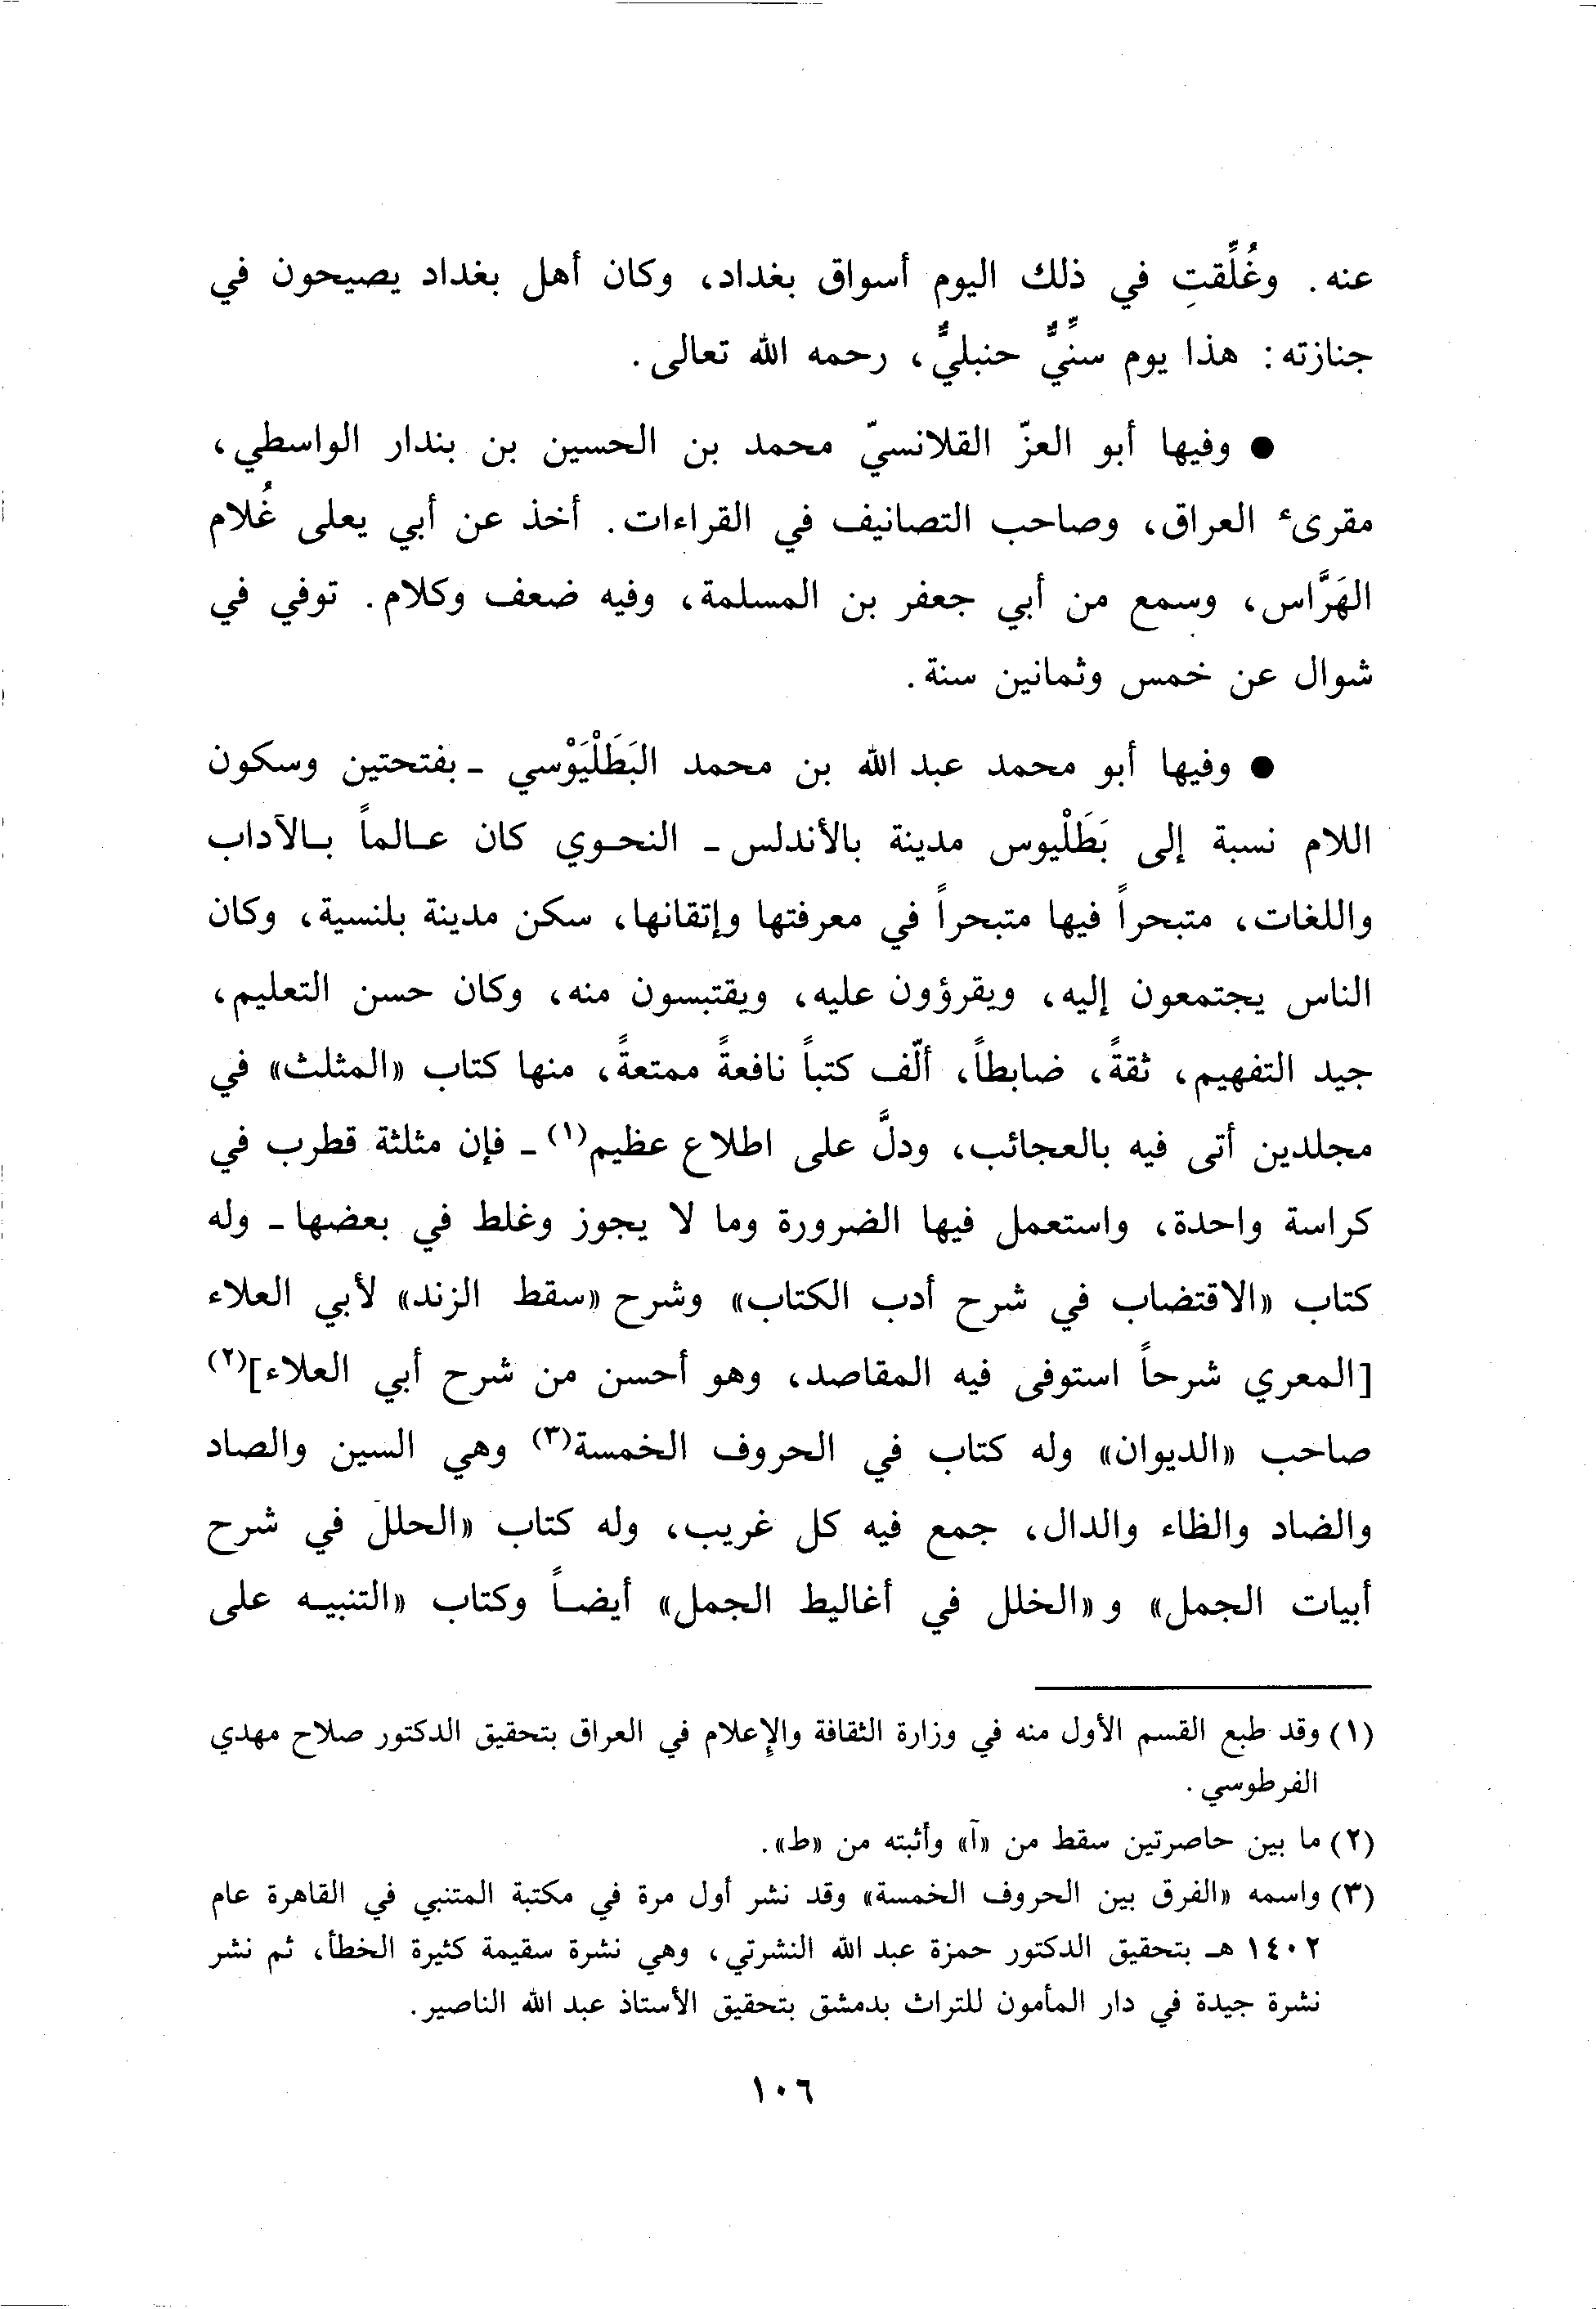 عنه. وغُلِّقتِ في ذلك اليوم أسواق بغداد، وكان أهل بغداد يصيحون في
جنازته: هذا يوم سنِّيٌّ حنبليٌّ، رحمه الله تعالى.
● وفيها أبو العزّ القلانسيّ محمد بن الحسين بن بندار الواسطي،
مقرىء العراق، وصاحب التصانيف في القراءات. أخذ عن أبي يعلى غُلام
الهَرَّاس، وسمع من أبي جعفر بن المسلمة، وفيه ضعف وكلام. توفي في
شوال عن خمس وثمانين سنة.
● وفيها أبو محمد عبد الله بن محمد البَطَلْيَوْسي ـ بفتحتين وسكون
اللام نسبة إلى بَطَلْيوس مدينة بالأندلس ـ النحوي كان عالماً بالآداب
واللغات، متبحراً فيها متبحراً في معرفتها وإتقانها، سكن مدينة بلنسية، وكان
الناس يجتمعون إليه، ويقرؤون عليه، ويقتبسون منه، وكان حسن التعليم،
جيد التفهيم، ثقةً، ضابطاً، ألّف كتباً نافعةً ممتعةً، منها كتاب «المثلث» في
مجلدين أتى فيه بالعجائب، ودلَّ على اطلاع عظيم(١) ـ فإن مثلثة قطرب في
كراسة واحدة، واستعمل فيها الضرورة وما لا يجوز وغلط في بعضها ـ وله
كتاب «الاقتضاب في شرح أدب الكتاب» وشرح «سقط الزند» لأبي العلاء
[المعري شرحاً استوفى فيه المقاصد، وهو أحسن من شرح أبي العلاء](٢)
صاحب «الديوان» وله كتاب في الحروف الخمسة(٣) وهي السين والصاد
والضاد والظاء والدال، جمع فيه كل غريب، وله كتاب «الحلل في شرح
أبيات الجمل» و«الخلل في أغاليط الجمل» أيضاً وكتاب «التنبيه على
(١) وقد طبع القسم الأول منه في وزارة الثقافة والإعلام في العراق بتحقيق الدكتور صلاح مهدي
الفرطوسي.
(٢) ما بين حاصرتين سقط من «آ» وأثبته من «ط».
(٣) واسمه «الفرق بين الحروف الخمسة» وقد نشر أول مرة في مكتبة المتنبي في القاهرة عام
١٤٠٢ هـ بتحقيق الدكتور حمزة عبد الله النشرتي، وهي نشرة سقيمة كثيرة الخطأ، ثم نشر
نشرة جيدة في دار المأمون للتراث بدمشق بتحقيق الأستاذ عبد الله الناصير.
١٠٦